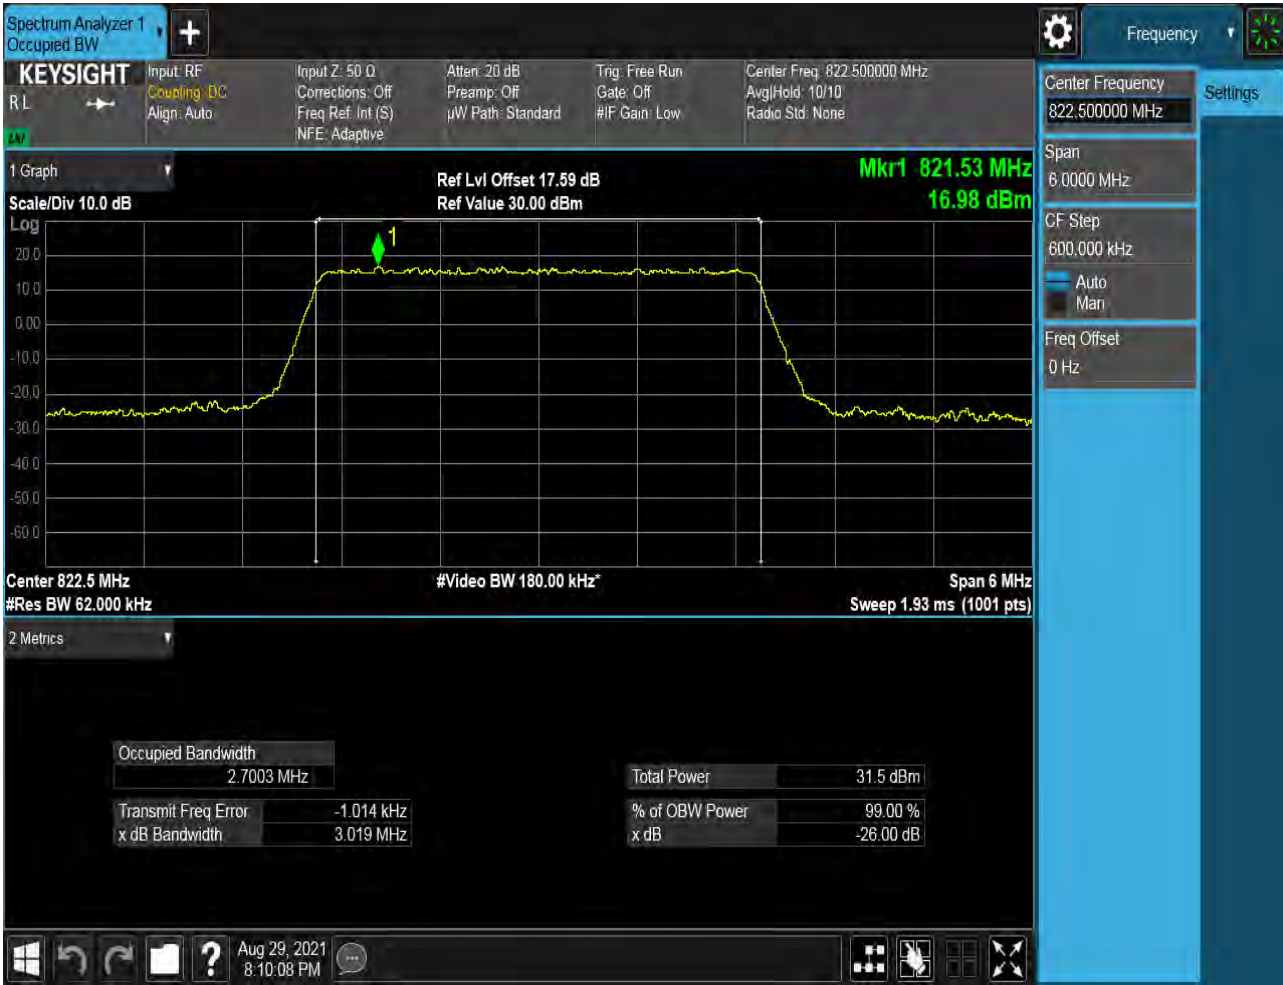 Spectrum Analyzer 1
Occupied BW
Frequency
KEYSIGHT
R L
Input: RF
Coupling: DC
Align: Auto
Input Z: 50 Ω
Corrections: Off
Freq Ref: Int (S)
NFE: Adaptive
Atten: 20 dB
Preamp: Off
µW Path: Standard
Trig: Free Run
Gate: Off
#IF Gain: Low
Center Freq: 822.500000 MHz
Avg|Hold: 10/10
Radio Std: None
Center Frequency
822.500000 MHz
Settings
Span
6.0000 MHz
CF Step
600.000 kHz
Auto
Man
Freq Offset
0 Hz
1 Graph
Scale/Div 10.0 dB
Ref Lvl Offset 17.59 dB
Ref Value 30.00 dBm
Mkr1 821.53 MHz
16.98 dBm
Log
1
20.0
10.0
0.00
-10.0
-20.0
-30.0
-40.0
-50.0
-60.0
Center 822.5 MHz
#Video BW 180.00 kHz*
Span 6 MHz
#Res BW 62.000 kHz
Sweep 1.93 ms (1001 pts)
2 Metrics
Occupied Bandwidth
2.7003 MHz
Transmit Freq Error -1.014 kHz
x dB Bandwidth 3.019 MHz
Total Power 31.5 dBm
% of OBW Power 99.00 %
x dB -26.00 dB
?
Aug 29, 2021
8:10:08 PM